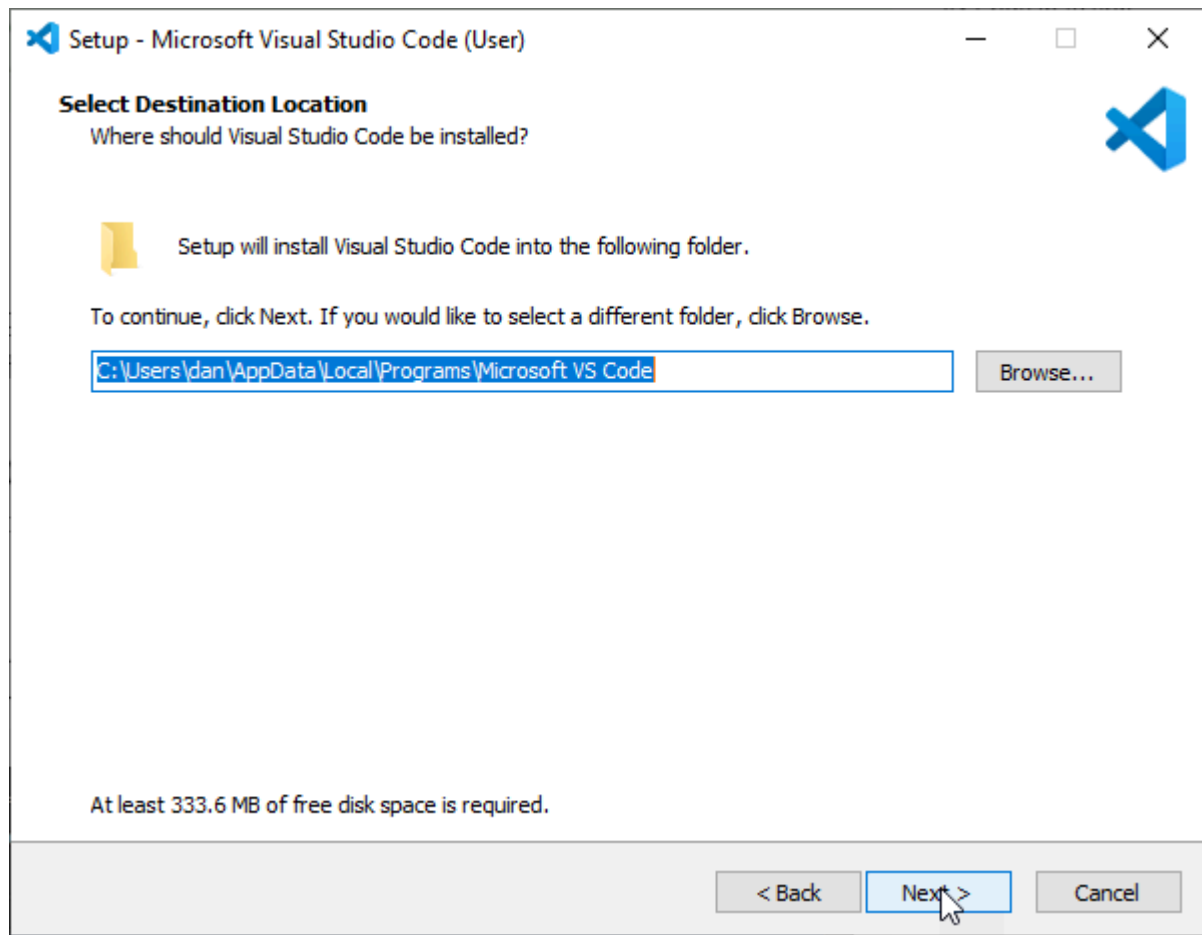 Setup - Microsoft Visual Studio Code (User)
Select Destination Location
Where should Visual Studio Code be installed?
Setup will install Visual Studio Code into the following folder.
To continue, click Next. If you would like to select a different folder, click Browse.
C:\Users\dan\AppData\Local\Programs\Microsoft VS Code
Browse...
At least 333.6 MB of free disk space is required.
< Back
Next >
Cancel